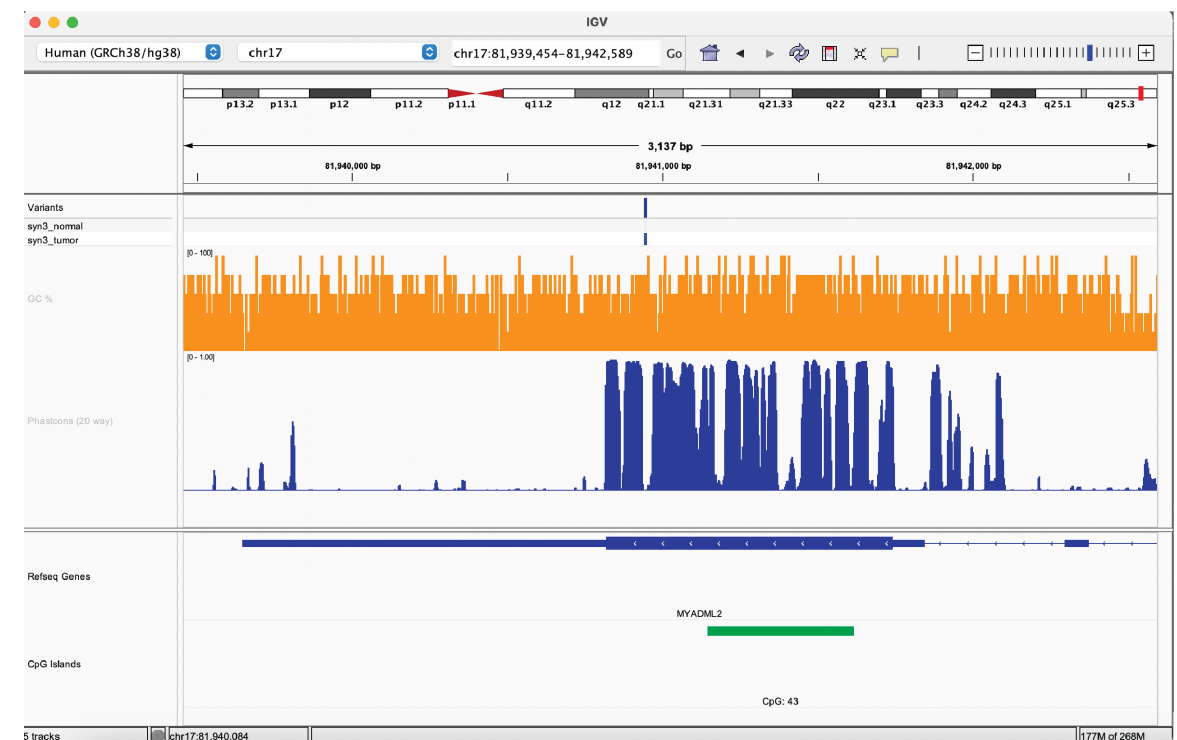 IGV
Human (GRCh38/hg38) chr17 chr17:81,939,454-81,942,589 Go
p13.2 p13.1 p12 p11.2 p11.1 q11.2 q12 q21.1 q21.31 q21.33 q22 q23.1 q23.3 q24.2 q24.3 q25.1 q25.3
3,137 bp
81,940,000 bp 81,941,000 bp 81,942,000 bp
Variants
syn3_normal
syn3_tumor
[0 - 100]
GC %
[0 - 1.00]
Phastcons (20 way)
Refseq Genes
MYADML2
CpG Islands
CpG: 43
5 tracks chr17:81,940,084 177M of 268M